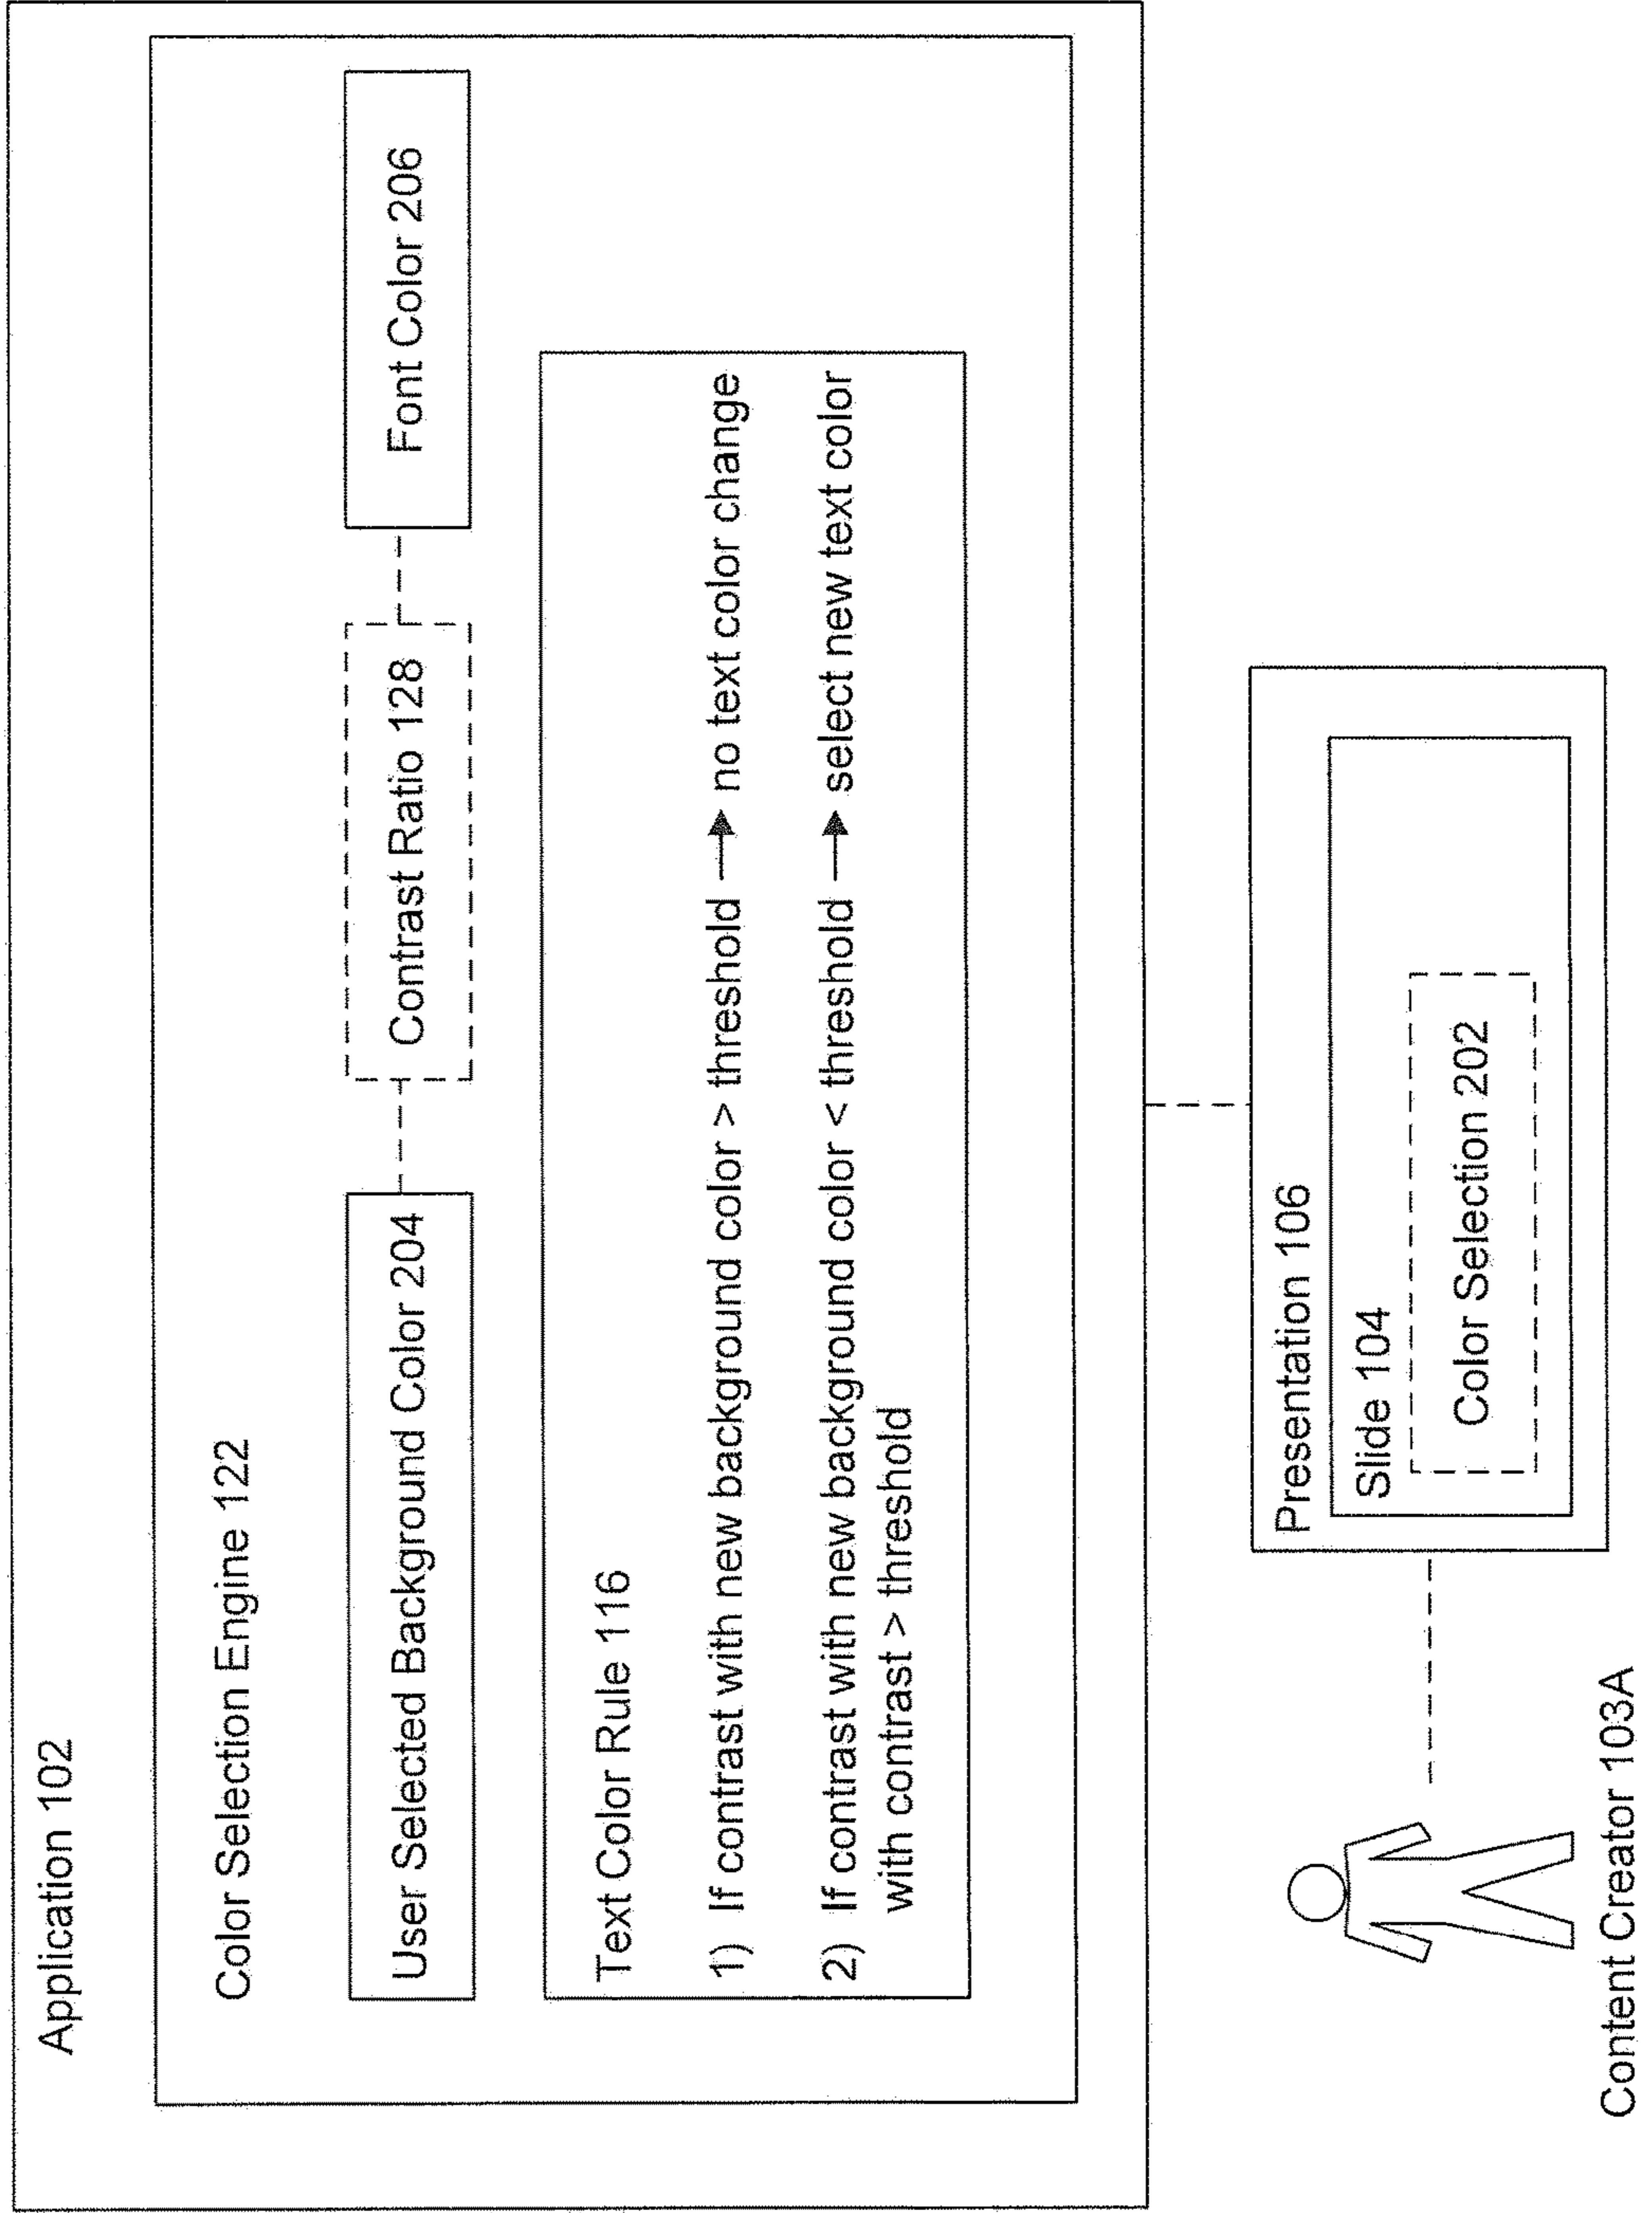 Application 102
Color Selection Engine 122
User Selected Background Color 204
Contrast Ratio 128
Font Color 206
Text Color Rule 116
1) If contrast with new background color > threshold → no text color change
2) If contrast with new background color < threshold → select new text color
with contrast > threshold
Presentation 106
Slide 104
Color Selection 202
Content Creator 103A